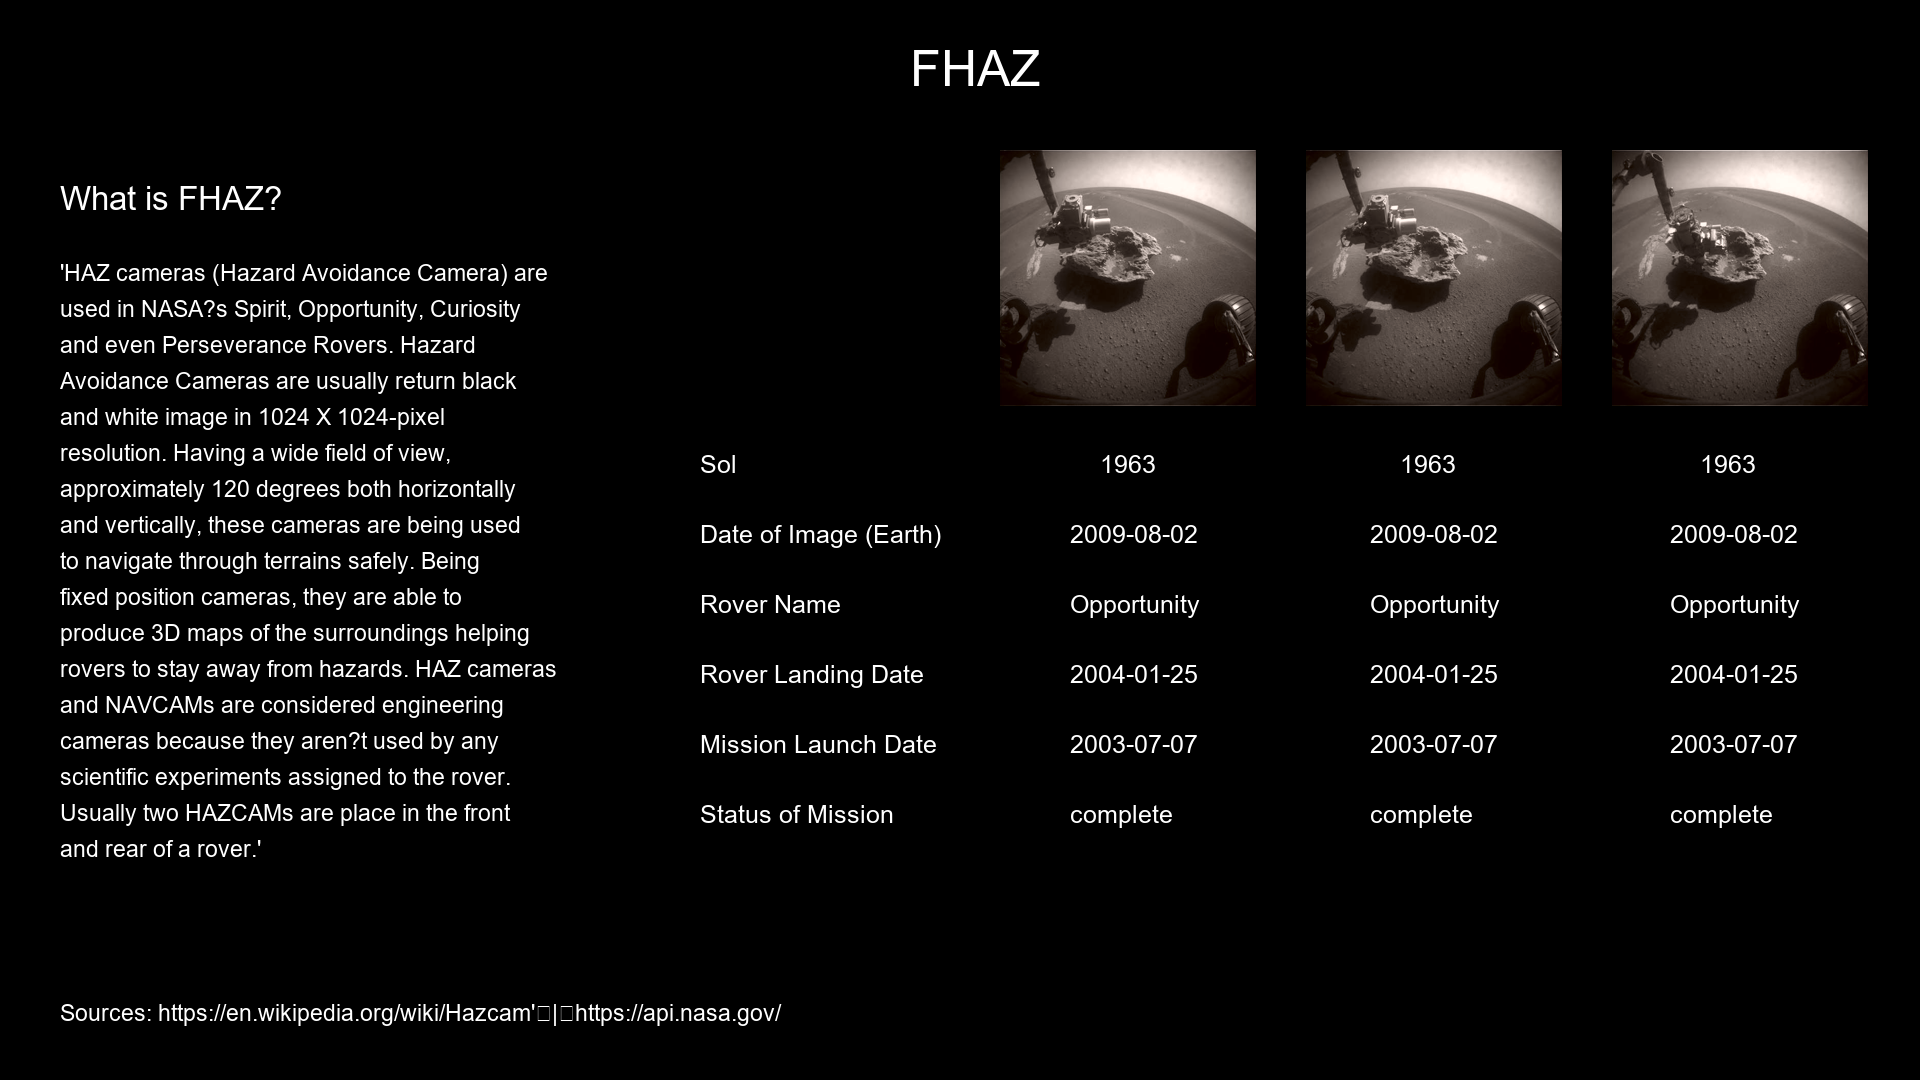 FHAZ
What is FHAZ?
'HAZ cameras (Hazard Avoidance Camera) are
used in NASA?s Spirit, Opportunity, Curiosity
and even Perseverance Rovers. Hazard
Avoidance Cameras are usually return black
and white image in 1024 X 1024-pixel
resolution. Having a wide field of view,
approximately 120 degrees both horizontally
and vertically, these cameras are being used
to navigate through terrains safely. Being
fixed position cameras, they are able to
produce 3D maps of the surroundings helping
rovers to stay away from hazards. HAZ cameras
and NAVCAMs are considered engineering
cameras because they aren?t used by any
scientific experiments assigned to the rover.
Usually two HAZCAMs are place in the front
and rear of a rover.'
Sol 1963 1963 1963
Date of Image (Earth) 2009-08-02 2009-08-02 2009-08-02
Rover Name Opportunity Opportunity Opportunity
Rover Landing Date 2004-01-25 2004-01-25 2004-01-25
Mission Launch Date 2003-07-07 2003-07-07 2003-07-07
Status of Mission complete complete complete
Sources: https://en.wikipedia.org/wiki/Hazcam'□|□https://api.nasa.gov/